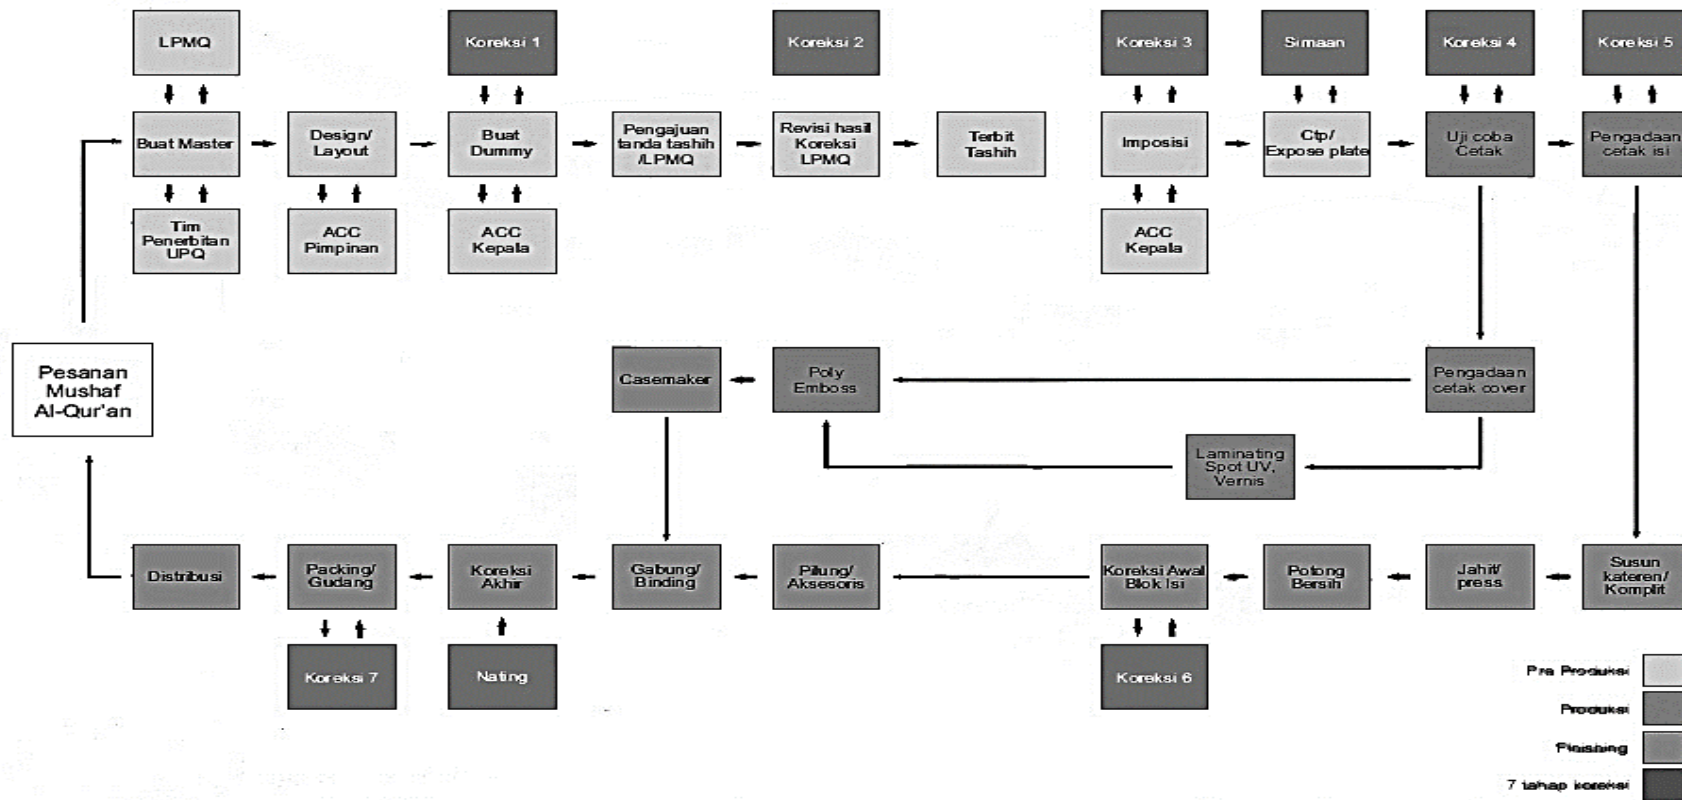 LPMQ
Koreksi 1
Koreksi 2
Koreksi 3
Simaan
Koreksi 4
Koreksi 5
Buat Master
Design/
Layout
Buat
Dummy
Pengajuan
tanda tashih
/LPMQ
Revisi hasil
Koreksi
LPMQ
Terbit
Tashih
Imposisi
Ctp/
Expose plate
Uji coba
Cetak
Pengadaan
cetak isi
Tim
Penerbitan
UPQ
ACC
Pimpinan
ACC
Kepala
ACC
Kepala
Pesanan
Mushaf
Al-Qur'an
Casemaker
Poly
Emboss
Pengadaan
cetak cover
Laminating
Spot UV,
Vernis
Distribusi
Packing/
Gudang
Koreksi
Akhir
Gabung/
Binding
Pitung/
Aksesoris
Koreksi Awal
Blok Isi
Potong
Bersih
Jahit/
press
Susun
kateren/
Komplit
Koreksi 7
Nating
Koreksi 6
Pra Produksi
Produksi
Finishing
7 tahap koreksi